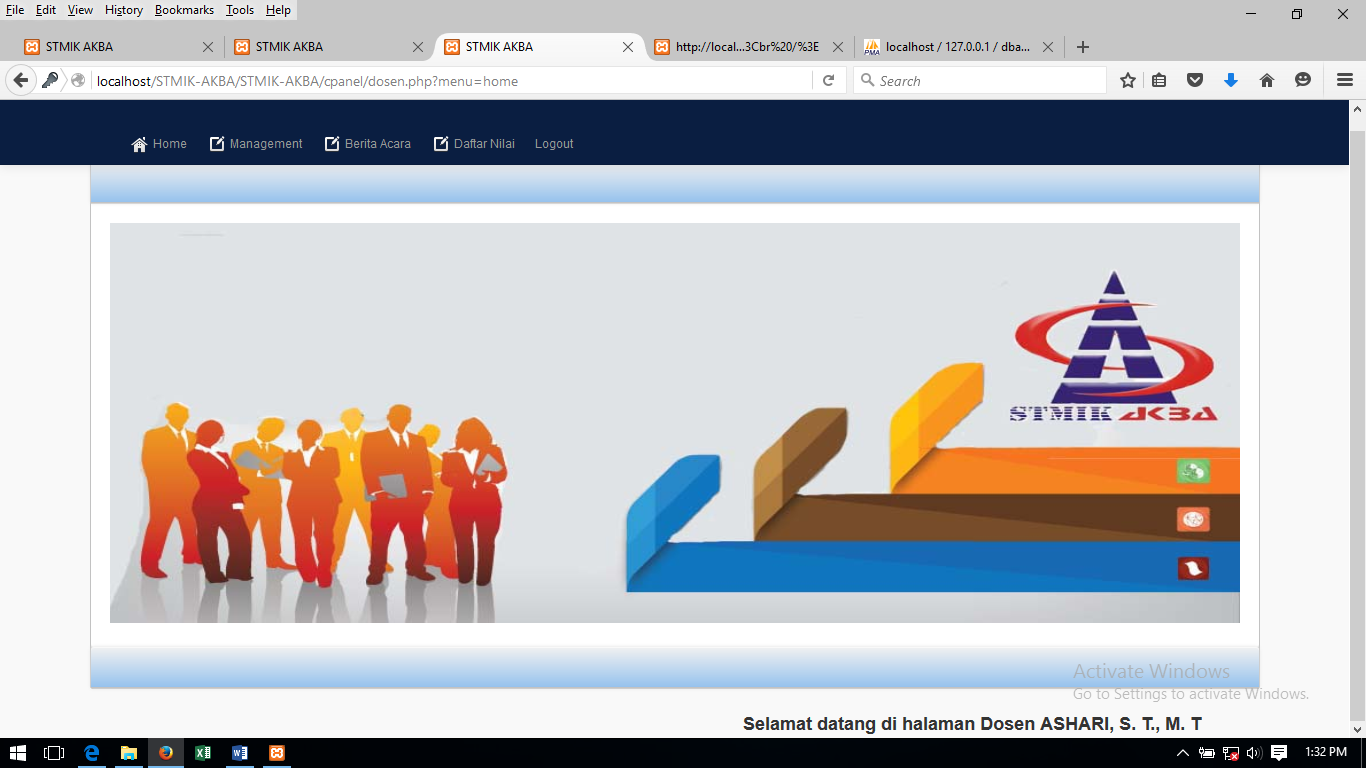 File Edit View History Bookmarks Tools Help
STMIK AKBA STMIK AKBA STMIK AKBA http://local...3Cbr%20/%3E localhost / 127.0.0.1 / dba...
localhost/STMIK-AKBA/STMIK-AKBA/cpanel/dosen.php?menu=home Search
Home Management Berita Acara Daftar Nilai Logout
STMIK AKBA
Activate Windows
Go to Settings to activate Windows.
Selamat datang di halaman Dosen ASHARI, S. T., M. T
1:32 PM